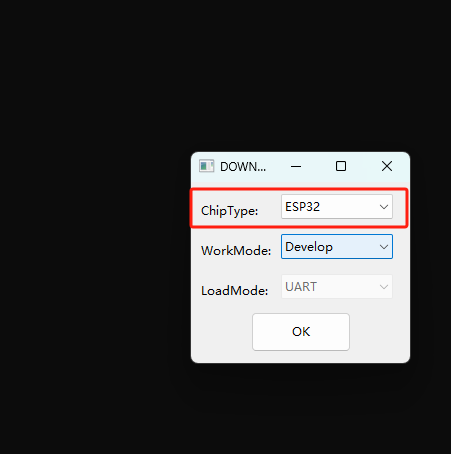 DOWN...
ChipType: ESP32
WorkMode: Develop
LoadMode: UART
OK